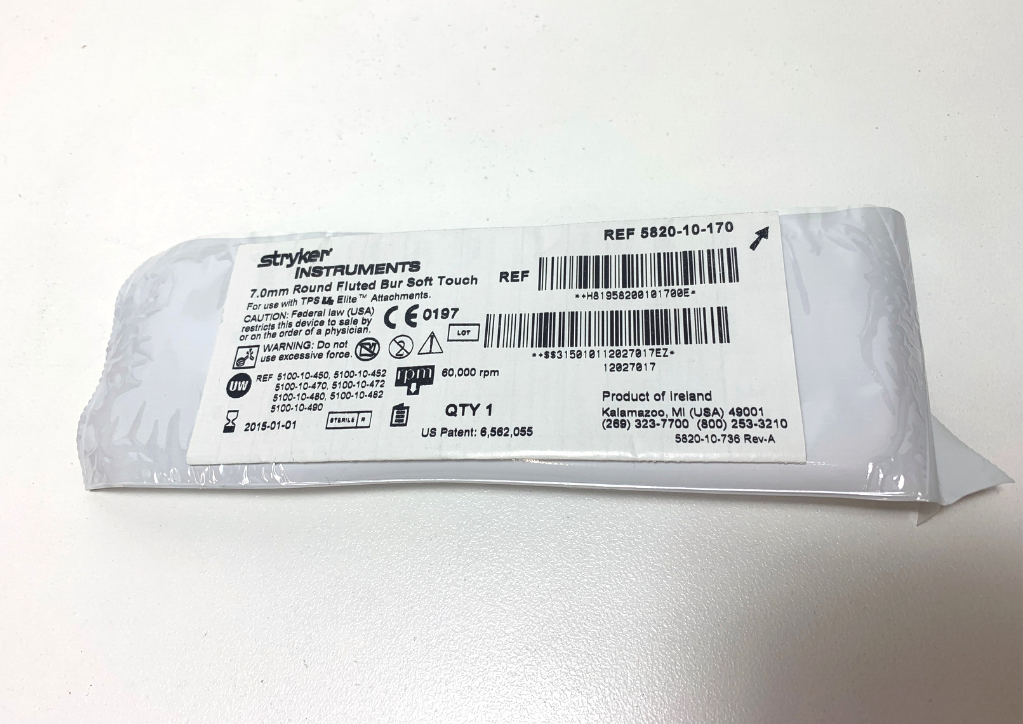 stryker
INSTRUMENTS
7.0mm Round Fluted Bur Soft Touch
For use with TPS Elite™ Attachments.
CAUTION: Federal law (USA)
restricts this device to sale by
or on the order of a physician.
CE 0197
WARNING: Do not
use excessive force.
UW
REF 5100-10-450, 5100-10-452
5100-10-470, 5100-10-472
5100-10-480, 5100-10-482
5100-10-490
rpm 60,000 rpm
2015-01-01
STERILE R
QTY 1
US Patent: 6,562,055
REF 5820-10-170
REF
**H81958200101700E*
LOT
**$$315010112027017EZ*
12027017
Product of Ireland
Kalamazoo, MI (USA) 49001
(269) 323-7700 (800) 253-3210
5820-10-736 Rev-A